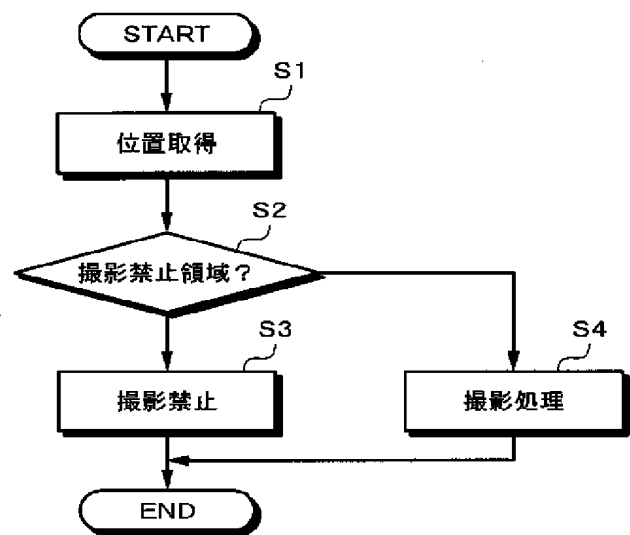 START
S1
位置取得
S2
撮影禁止領域？
S3
撮影禁止
S4
撮影処理
END